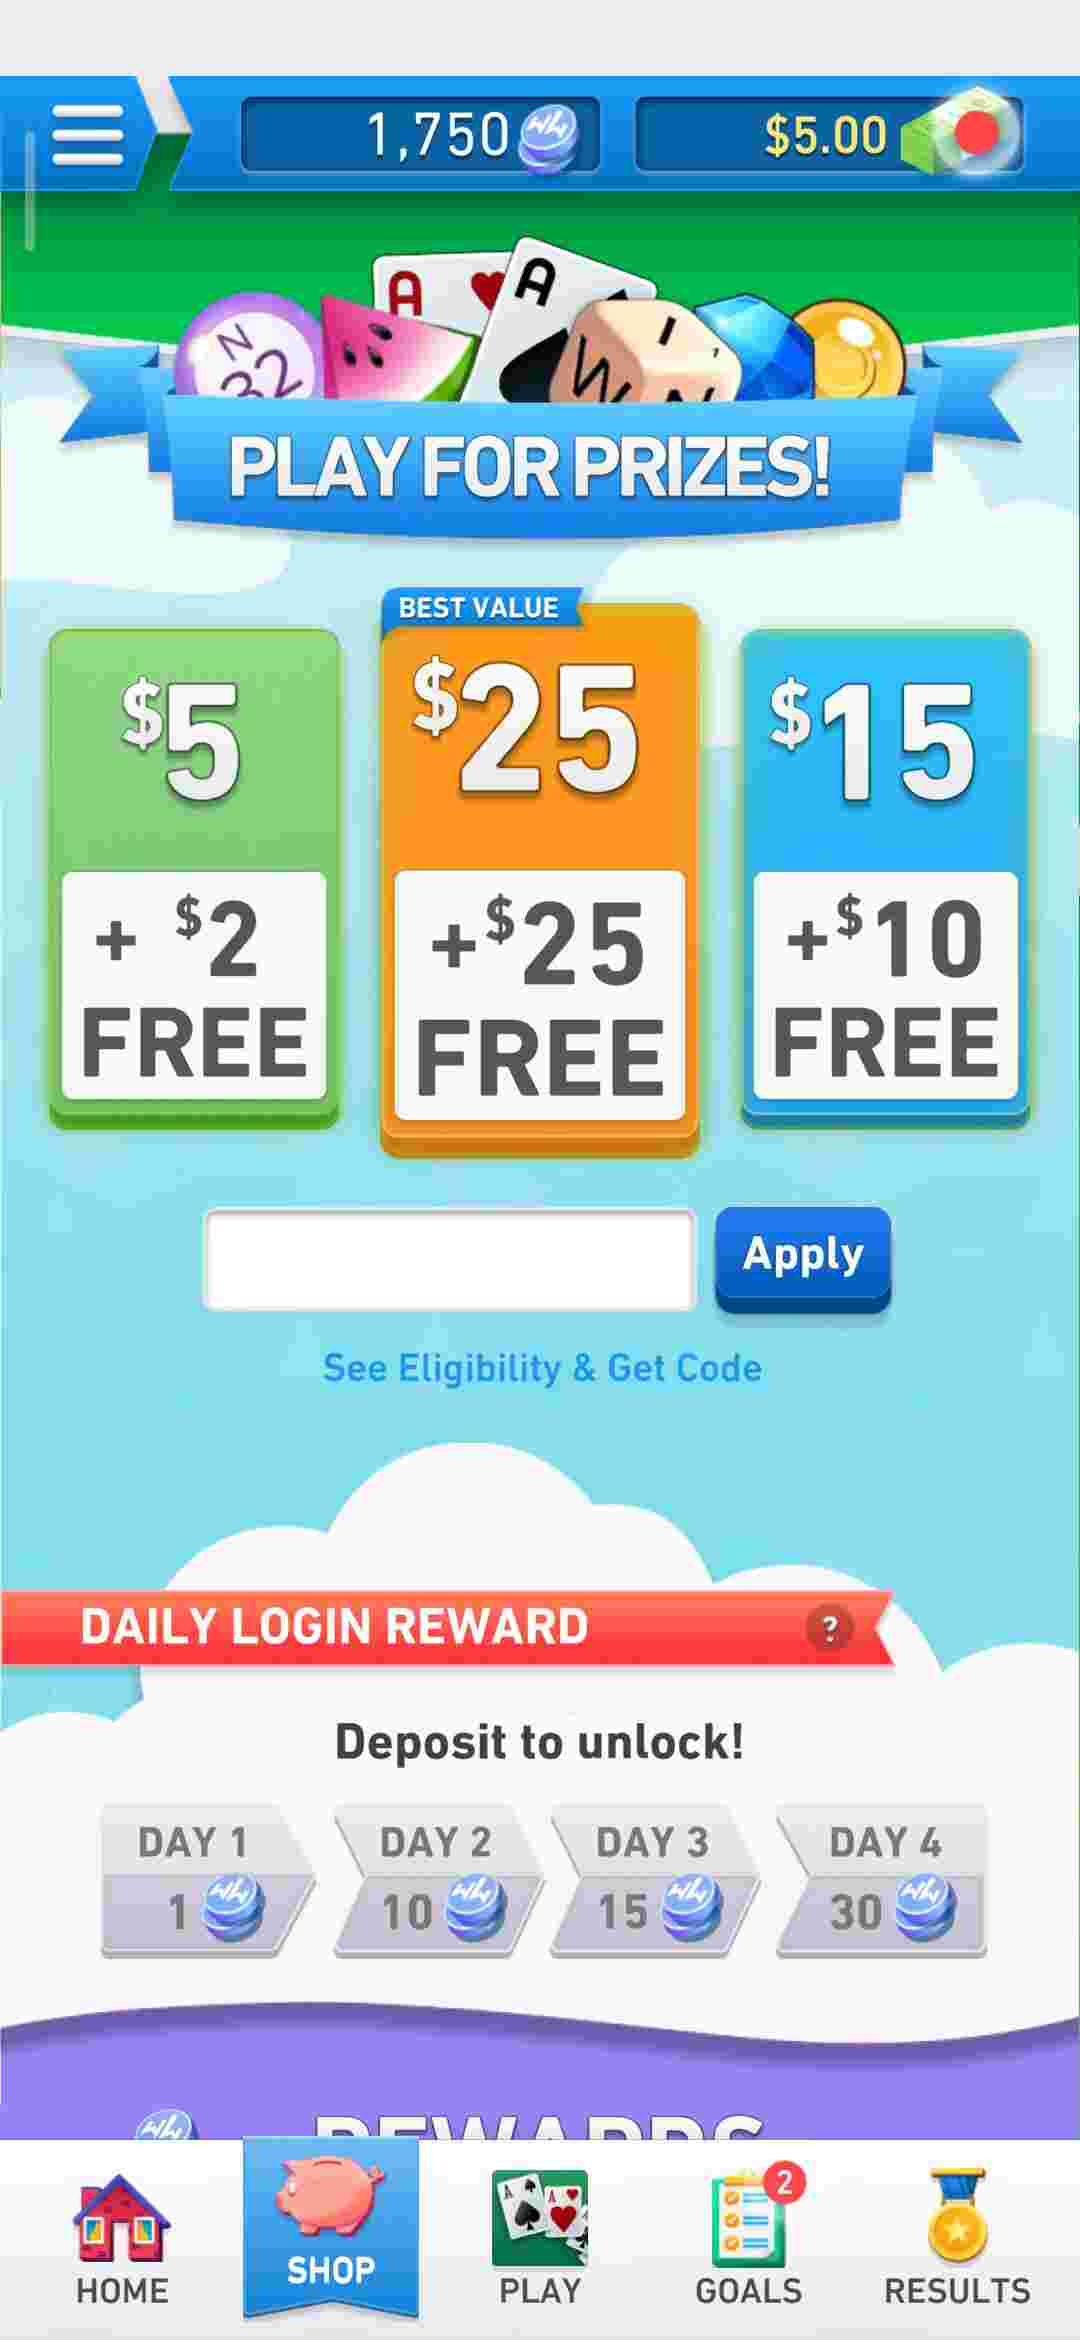 1,750
$5.00
A
A
N
32
I
W
N
PLAY FOR PRIZES!
BEST VALUE
$5
+ $2
FREE
$25
+$25
FREE
$15
+$10
FREE
Apply
See Eligibility & Get Code
DAILY LOGIN REWARD ?
Deposit to unlock!
DAY 1
1
DAY 2
10
DAY 3
15
DAY 4
30
REWARDS
HOME
SHOP
PLAY
GOALS
2
RESULTS